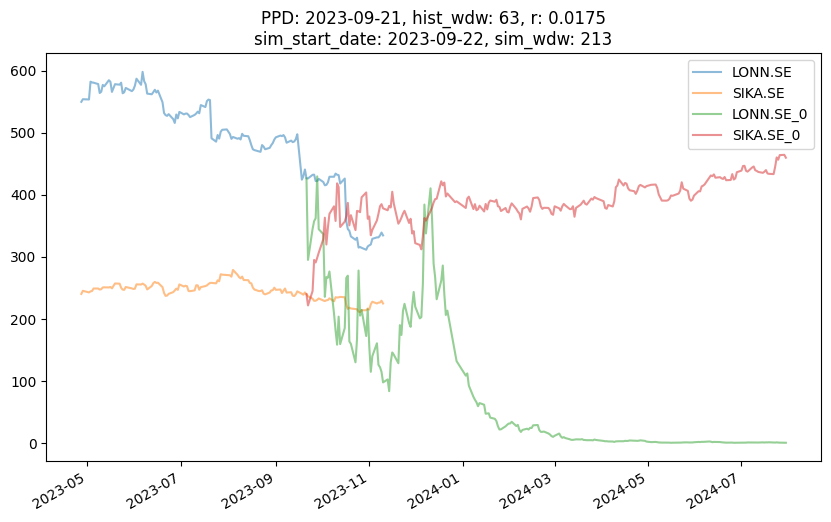 PPD: 2023-09-21, hist_wdw: 63, r: 0.0175
sim_start_date: 2023-09-22, sim_wdw: 213
LONN.SE
SIKA.SE
LONN.SE_0
SIKA.SE_0
600
500
400
300
200
100
0
2023-05
2023-07
2023-09
2023-11
2024-01
2024-03
2024-05
2024-07